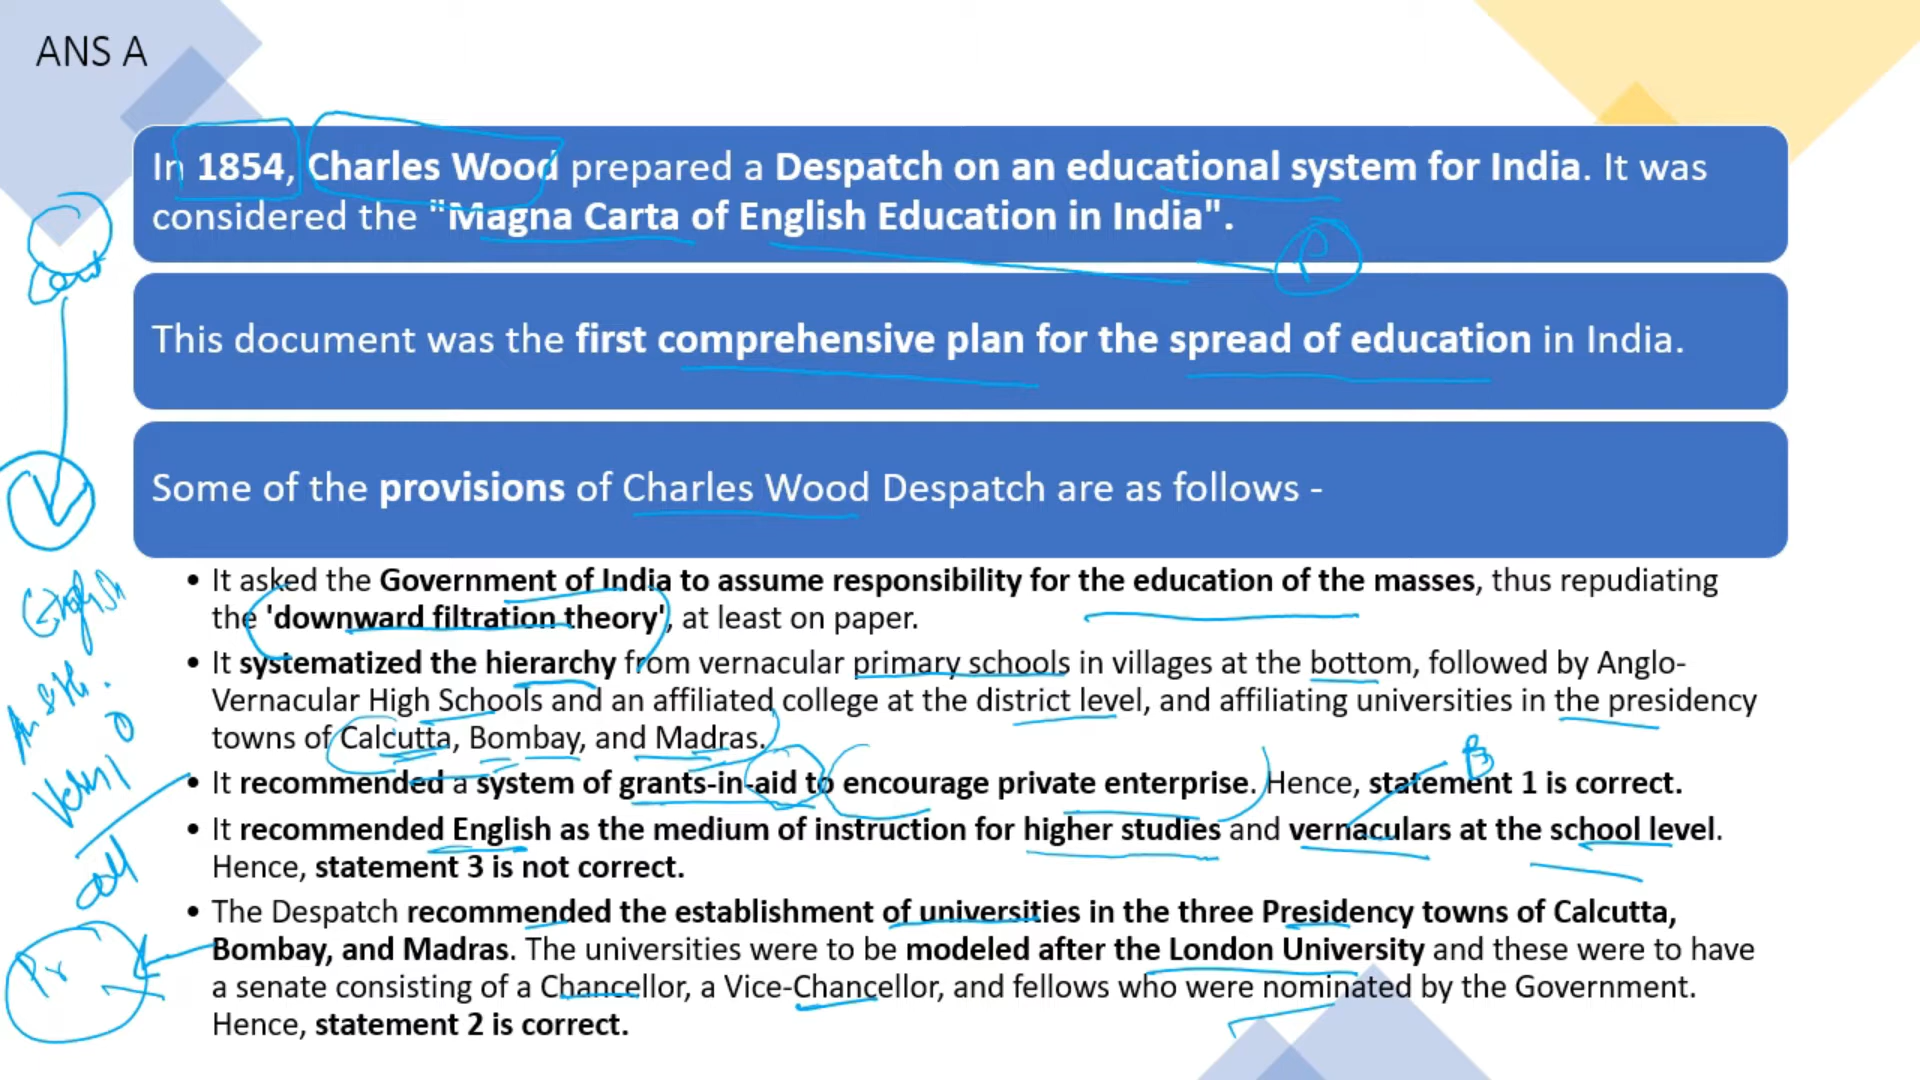 ANS A
In 1854, Charles Wood prepared a Despatch on an educational system for India. It was
considered the "Magna Carta of English Education in India".
This document was the first comprehensive plan for the spread of education in India.
Some of the provisions of Charles Wood Despatch are as follows -
• It asked the Government of India to assume responsibility for the education of the masses, thus repudiating
the 'downward filtration theory', at least on paper.
• It systematized the hierarchy from vernacular primary schools in villages at the bottom, followed by Anglo-
Vernacular High Schools and an affiliated college at the district level, and affiliating universities in the presidency
towns of Calcutta, Bombay, and Madras.
• It recommended a system of grants-in-aid to encourage private enterprise. Hence, statement 1 is correct.
• It recommended English as the medium of instruction for higher studies and vernaculars at the school level.
Hence, statement 3 is not correct.
• The Despatch recommended the establishment of universities in the three Presidency towns of Calcutta,
Bombay, and Madras. The universities were to be modeled after the London University and these were to have
a senate consisting of a Chancellor, a Vice-Chancellor, and fellows who were nominated by the Government.
Hence, statement 2 is correct.
English